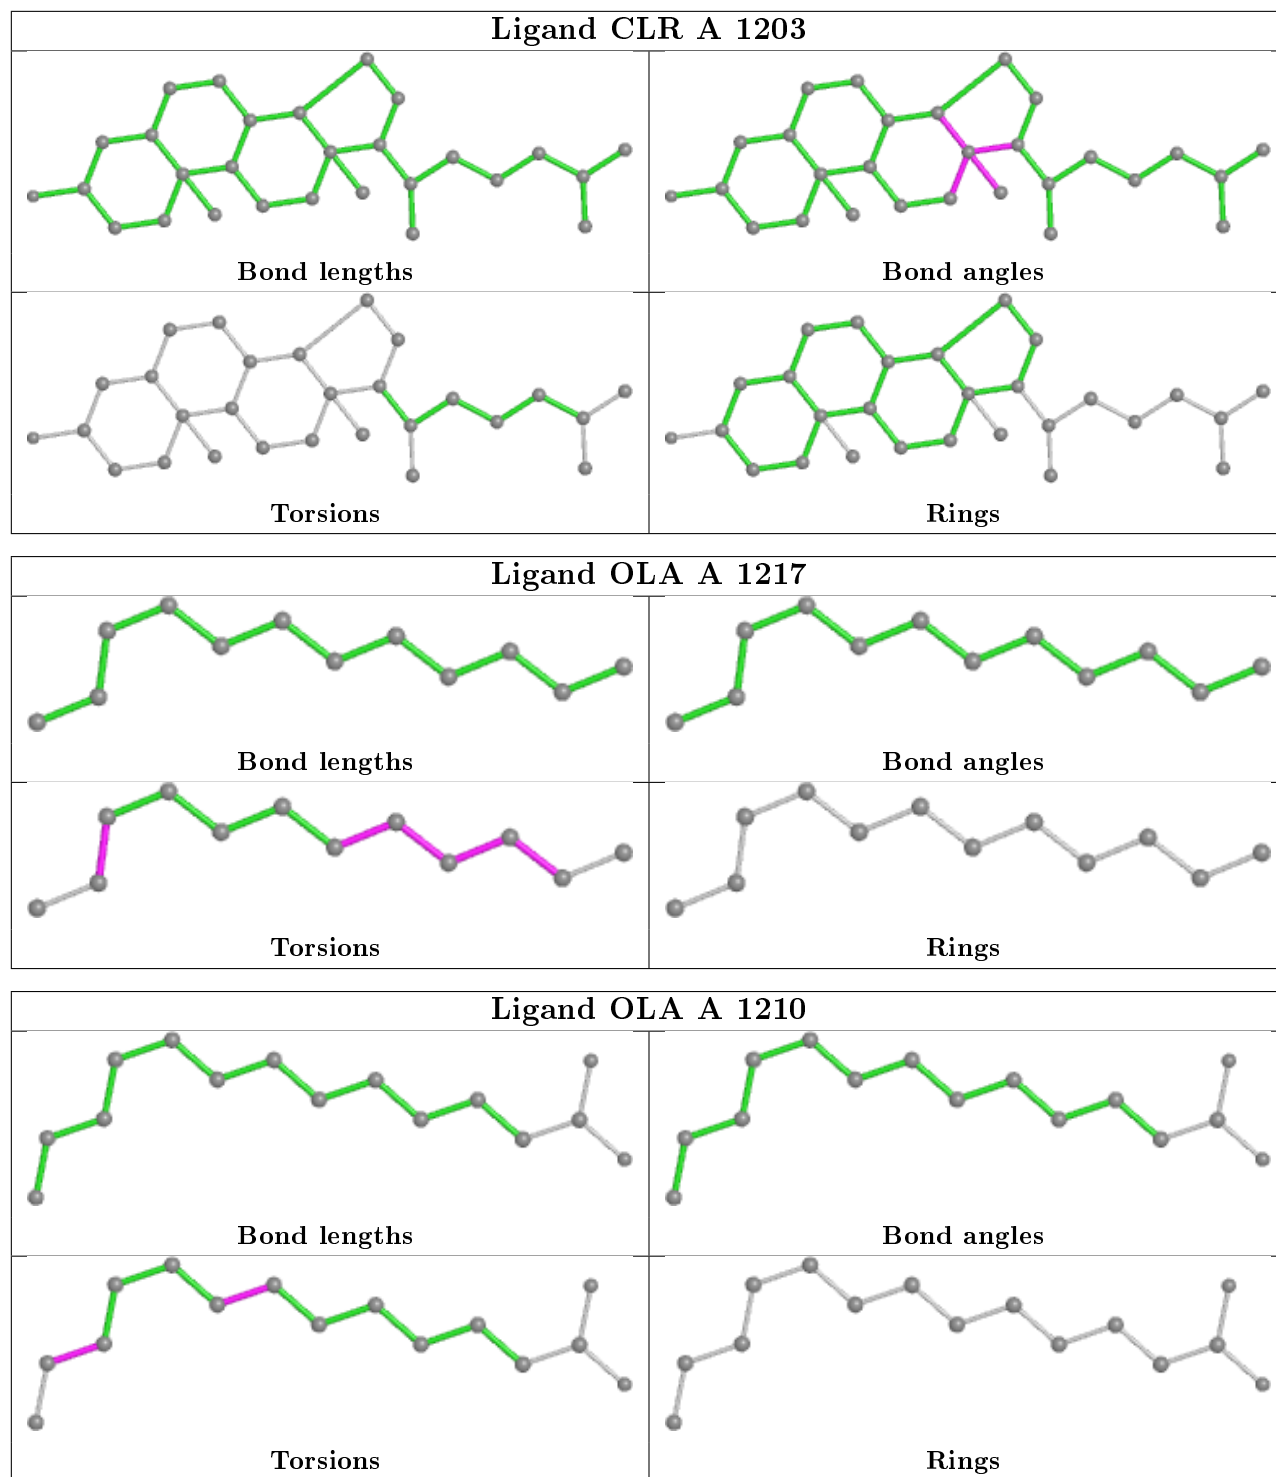 Ligand CLR A 1203
Bond lengths
Bond angles
Torsions
Rings
Ligand OLA A 1217
Bond lengths
Bond angles
Torsions
Rings
Ligand OLA A 1210
Bond lengths
Bond angles
Torsions
Rings